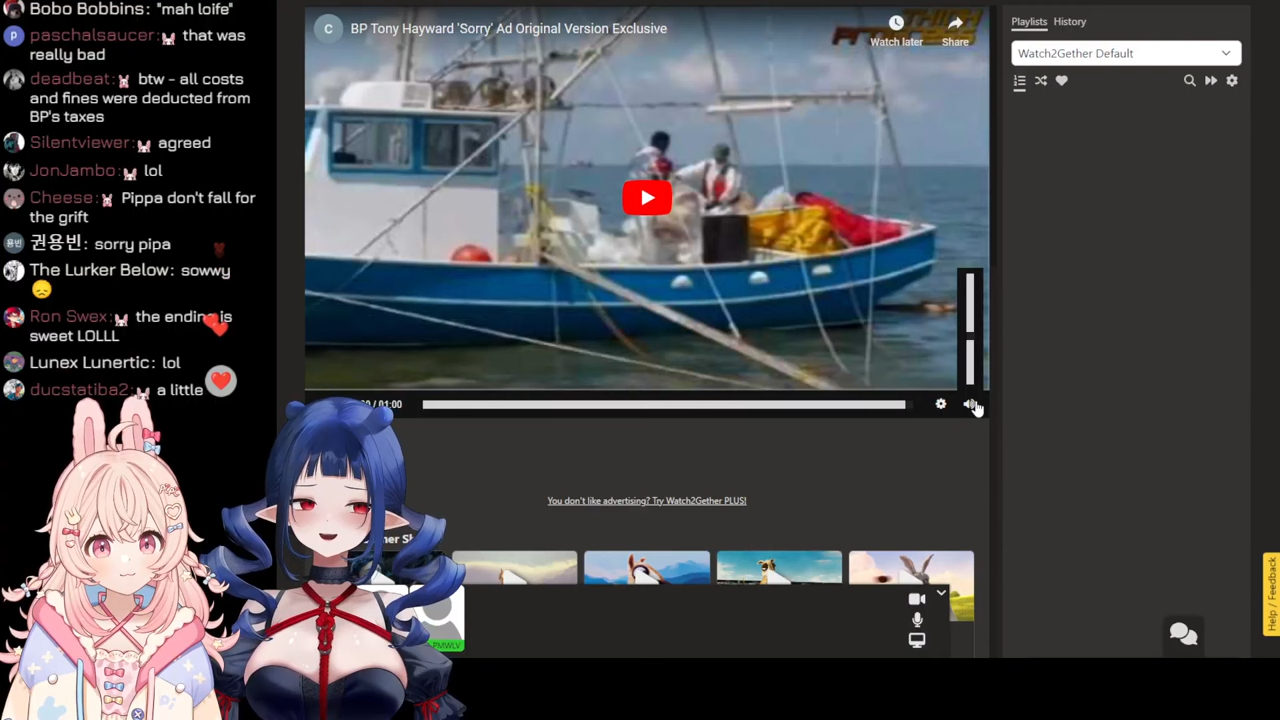 Bobo Bobbins: "mah loife"
paschalsaucer: that was
really bad
deadbeat: btw - all costs
and fines were deducted from
BP's taxes
Silentviewer: agreed
JonJambo: lol
Cheese: Pippa don't fall for
the grift
권용빈: sorry pipa
The Lurker Below: sowwy
😞
Ron Swex: the ending is
sweet LOLLL
Lunex Lunertic: lol
ducstatiba2: a little
C
BP Tony Hayward 'Sorry' Ad Original Version Exclusive
Watch later
Share
/ 01:00
You don't like advertising? Try Watch2Gether PLUS!
PMWLV
Playlists
History
Watch2Gether Default
Help / Feedback